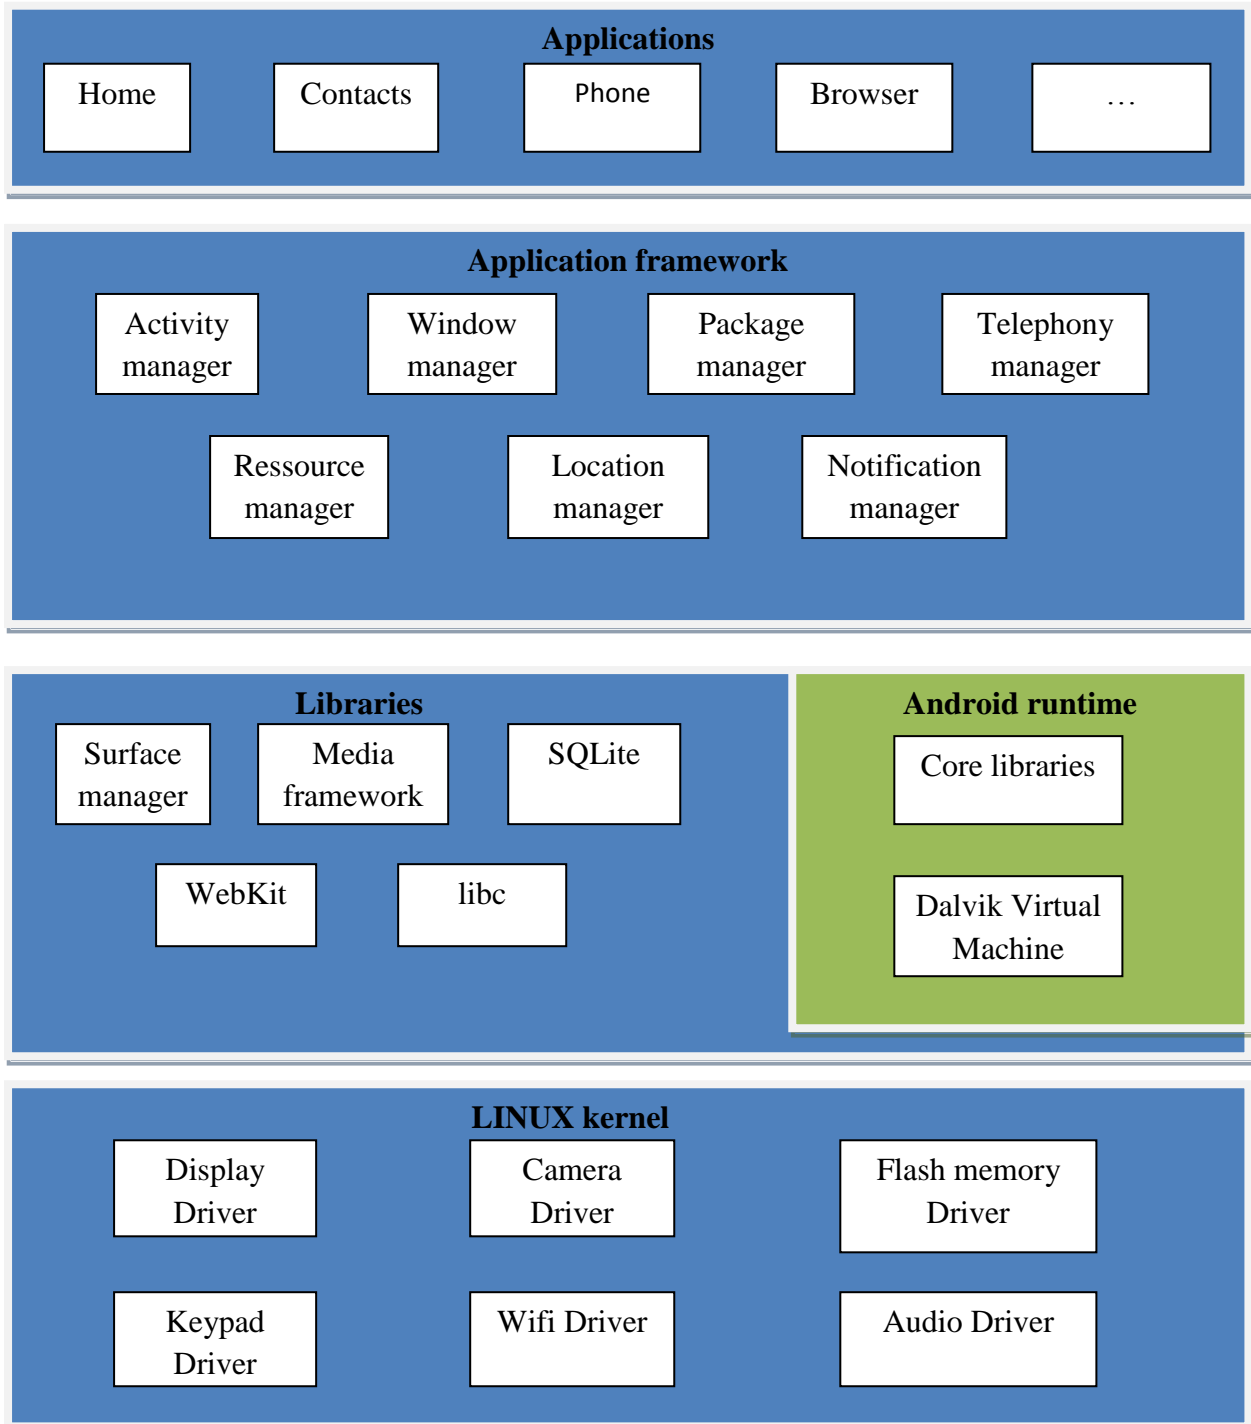 Applications
Home
Contacts
Phone
Browser
…
Application framework
Activity
manager
Window
manager
Package
manager
Telephony
manager
Ressource
manager
Location
manager
Notification
manager
Libraries
Surface
manager
Media
framework
SQLite
WebKit
libc
Android runtime
Core libraries
Dalvik Virtual
Machine
LINUX kernel
Display
Driver
Camera
Driver
Flash memory
Driver
Keypad
Driver
Wifi Driver
Audio Driver